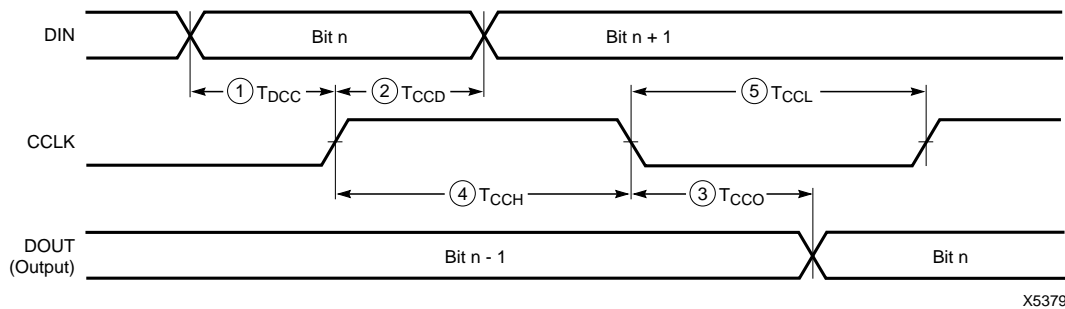 DIN
Bit n
Bit n + 1
1 TDCC
2 TCCD
5 TCCL
CCLK
4 TCCH
3 TCCO
DOUT
(Output)
Bit n - 1
Bit n
X5379